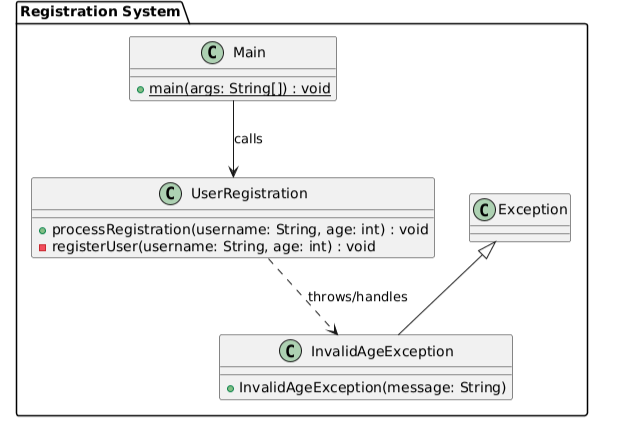 Registration System
C Main
main(args: String[]) : void
calls
C UserRegistration
processRegistration(username: String, age: int) : void
registerUser(username: String, age: int) : void
C Exception
throws/handles
C InvalidAgeException
InvalidAgeException(message: String)